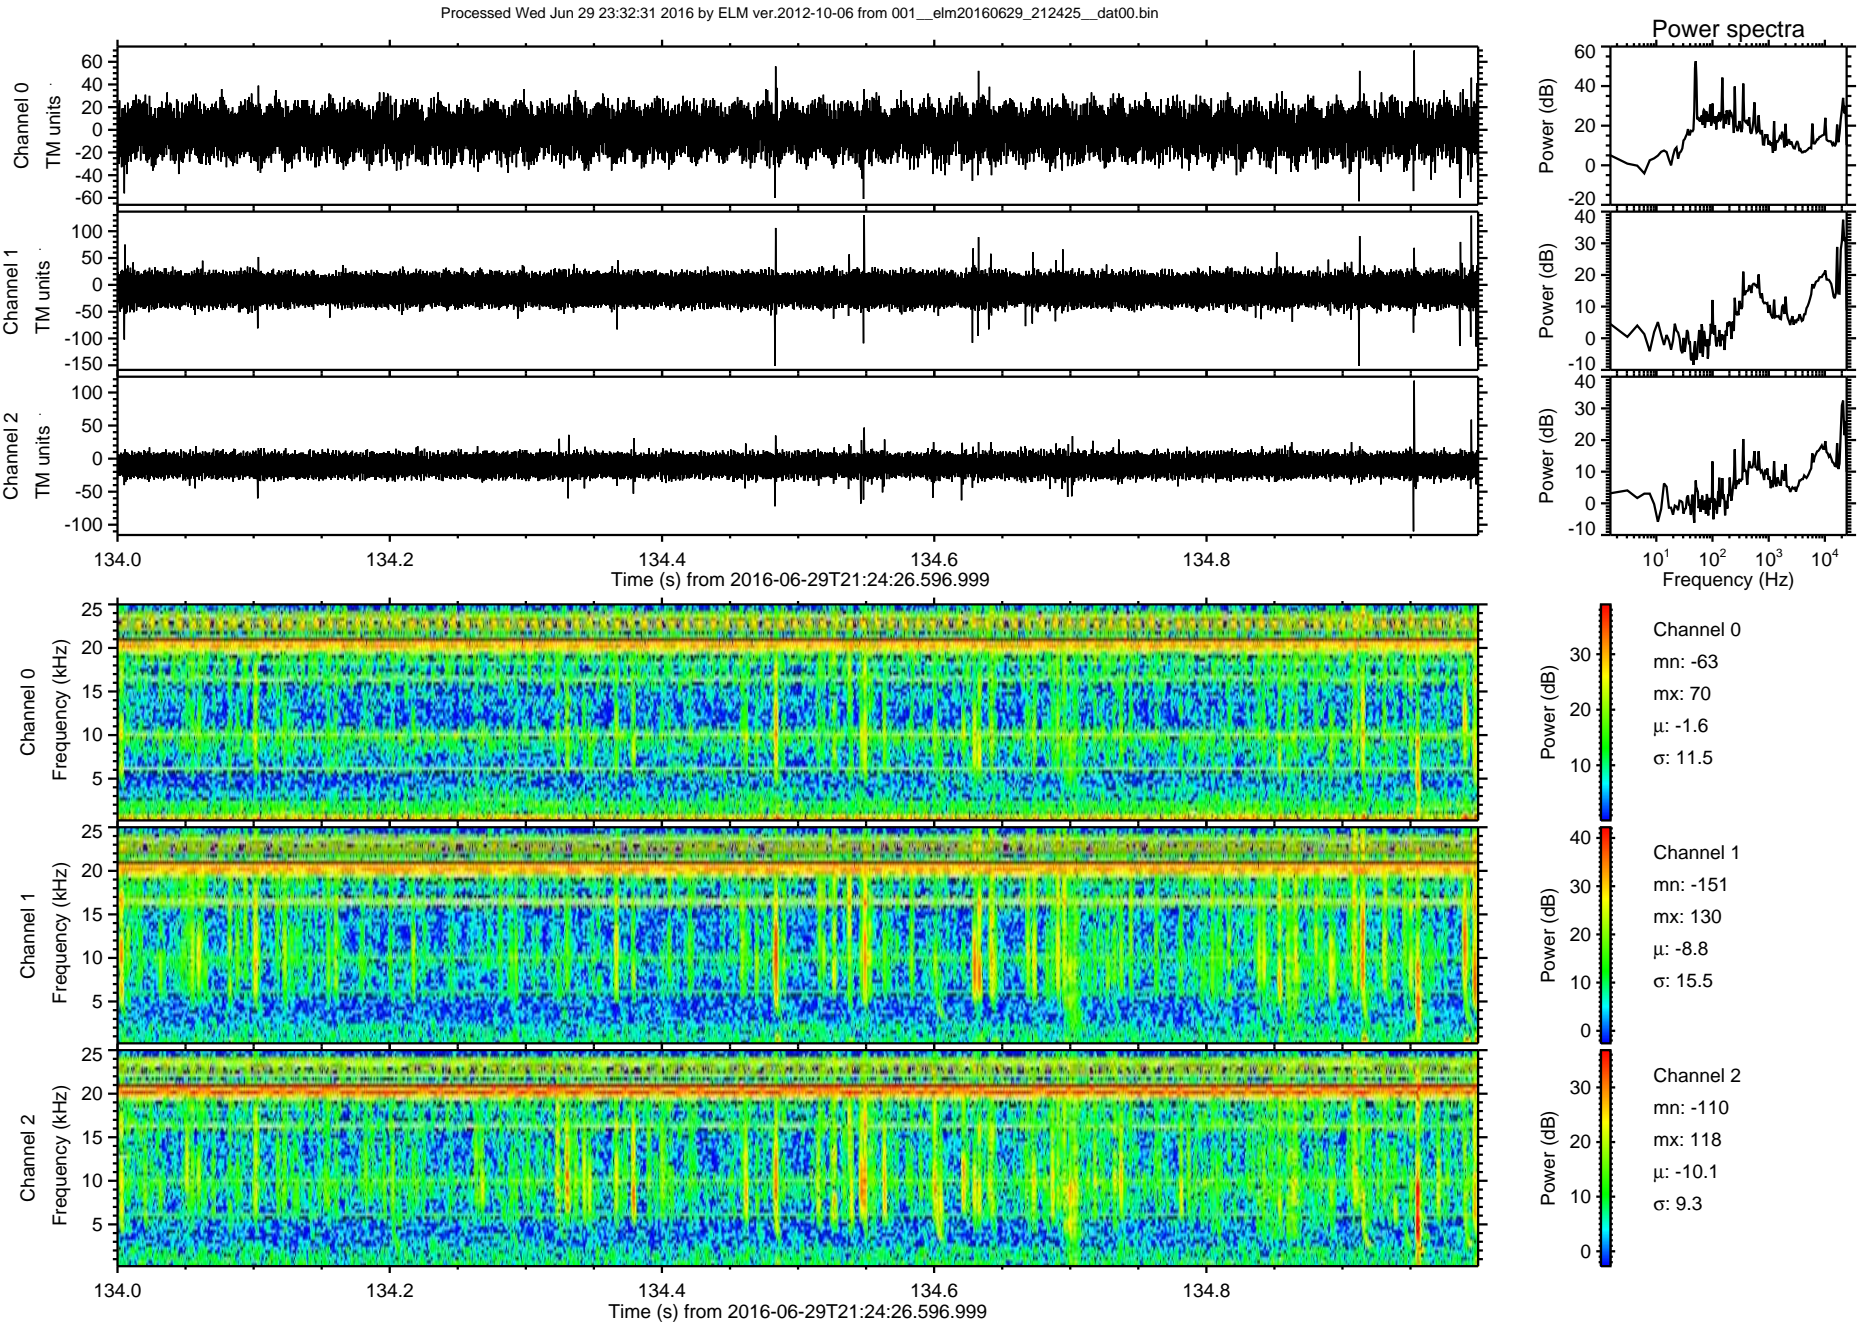 Processed Wed Jun 29 23:32:31 2016 by ELM ver.2012-10-06 from 001__elm20160629_212425__dat00.bin
Power spectra
Channel 0
TM units
60
40
20
0
-20
-40
-60
Power (dB)
60
40
20
0
-20
Channel 1
TM units
100
50
0
-50
-100
-150
Power (dB)
40
30
20
10
0
-10
Channel 2
TM units
100
50
0
-50
-100
Power (dB)
40
30
20
10
0
-10
134.0 134.2 134.4 134.6 134.8
Time (s) from 2016-06-29T21:24:26.596.999
10^1 10^2 10^3 10^4
Frequency (Hz)
Channel 0
Frequency (kHz)
25
20
15
10
5
Power (dB)
30
20
10
Channel 0
mn: -63
mx: 70
µ: -1.6
σ: 11.5
Channel 1
Frequency (kHz)
25
20
15
10
5
Power (dB)
40
30
20
10
0
Channel 1
mn: -151
mx: 130
µ: -8.8
σ: 15.5
Channel 2
Frequency (kHz)
25
20
15
10
5
Power (dB)
30
20
10
0
Channel 2
mn: -110
mx: 118
µ: -10.1
σ: 9.3
134.0 134.2 134.4 134.6 134.8
Time (s) from 2016-06-29T21:24:26.596.999